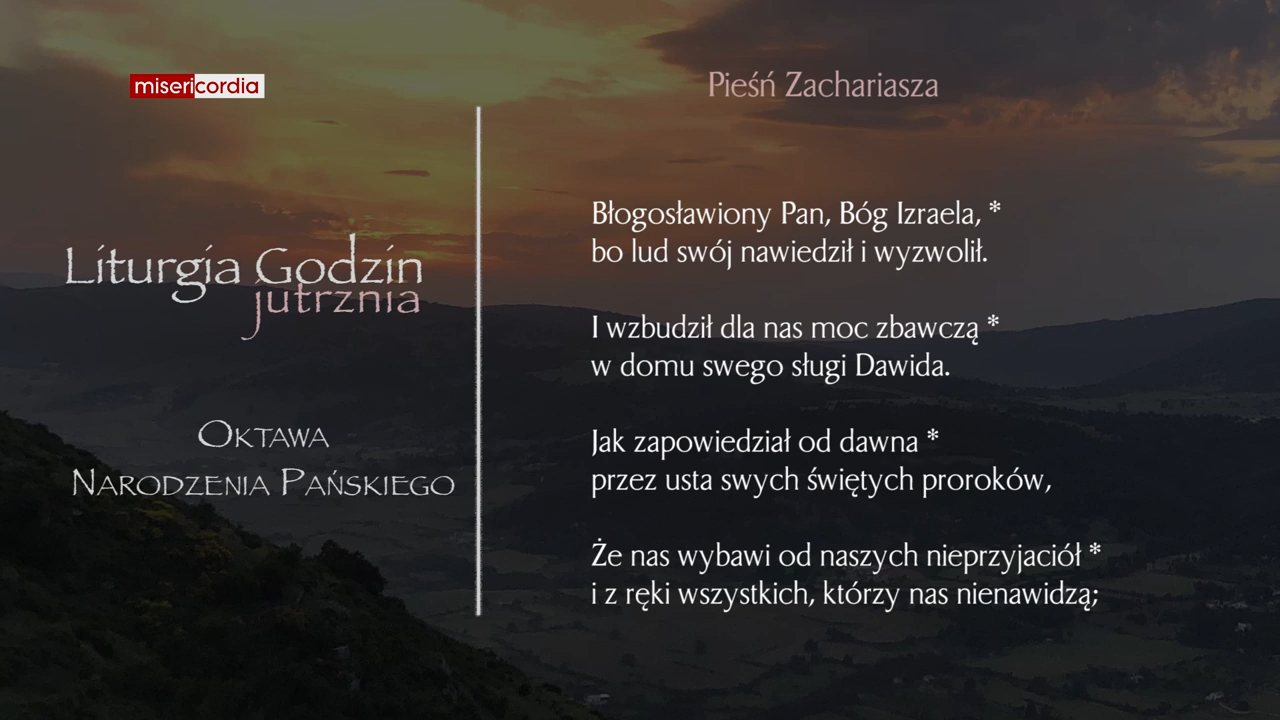 misericordia
Liturgia Godzin
jutrznia
Oktawa
Narodzenia Pańskiego
Pieśń Zachariasza
Błogosławiony Pan, Bóg Izraela, *
bo lud swój nawiedził i wyzwolił.
I wzbudził dla nas moc zbawczą *
w domu swego sługi Dawida.
Jak zapowiedział od dawna *
przez usta swych świętych proroków,
Że nas wybawi od naszych nieprzyjaciół *
i z ręki wszystkich, którzy nas nienawidzą;